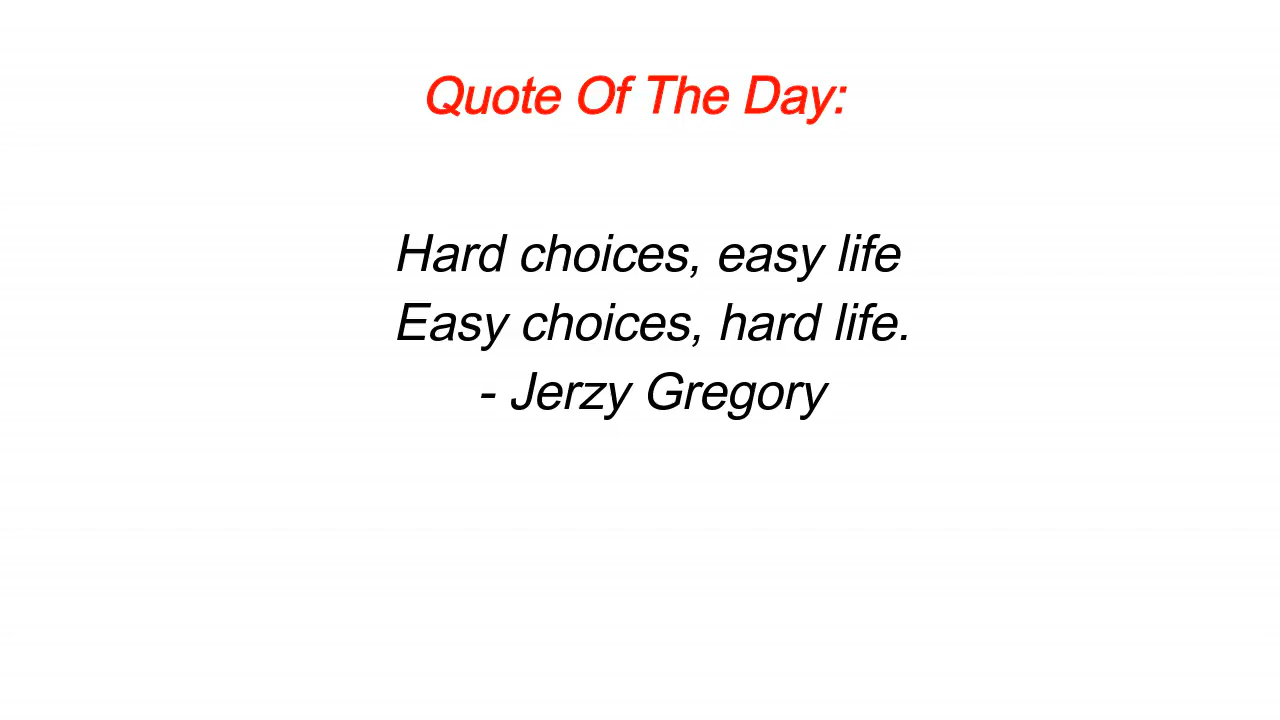 Quote Of The Day:
Hard choices, easy life
Easy choices, hard life.
- Jerzy Gregory